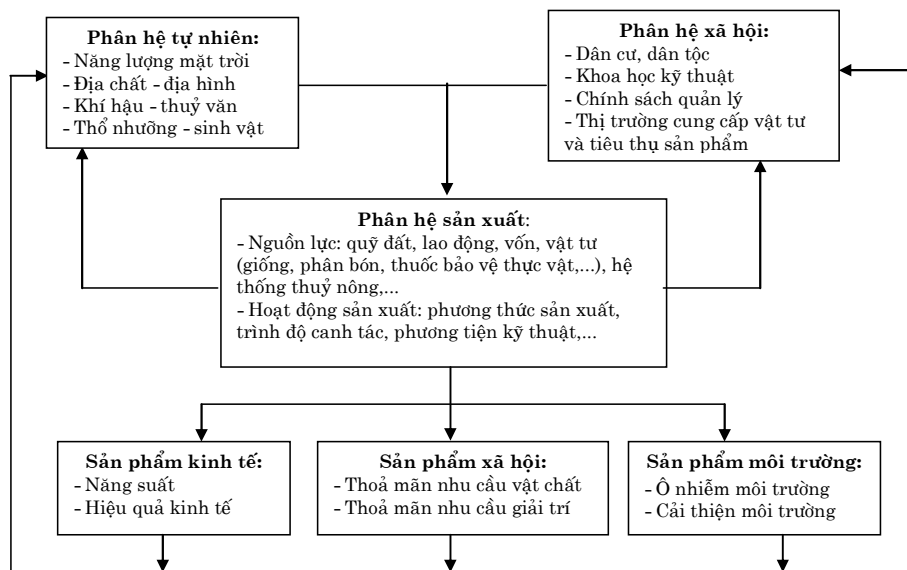 Phân hệ tự nhiên:
- Năng lượng mặt trời
- Địa chất - địa hình
- Khí hậu - thuỷ văn
- Thổ nhưỡng - sinh vật
Phân hệ xã hội:
- Dân cư, dân tộc
- Khoa học kỹ thuật
- Chính sách quản lý
- Thị trường cung cấp vật tư
và tiêu thụ sản phẩm
Phân hệ sản xuất:
- Nguồn lực: quỹ đất, lao động, vốn, vật tư
(giống, phân bón, thuốc bảo vệ thực vật,...), hệ
thống thuỷ nông,...
- Hoạt động sản xuất: phương thức sản xuất,
trình độ canh tác, phương tiện kỹ thuật,...
Sản phẩm kinh tế:
- Năng suất
- Hiệu quả kinh tế
Sản phẩm xã hội:
- Thoả mãn nhu cầu vật chất
- Thoả mãn nhu cầu giải trí
Sản phẩm môi trường:
- Ô nhiễm môi trường
- Cải thiện môi trường